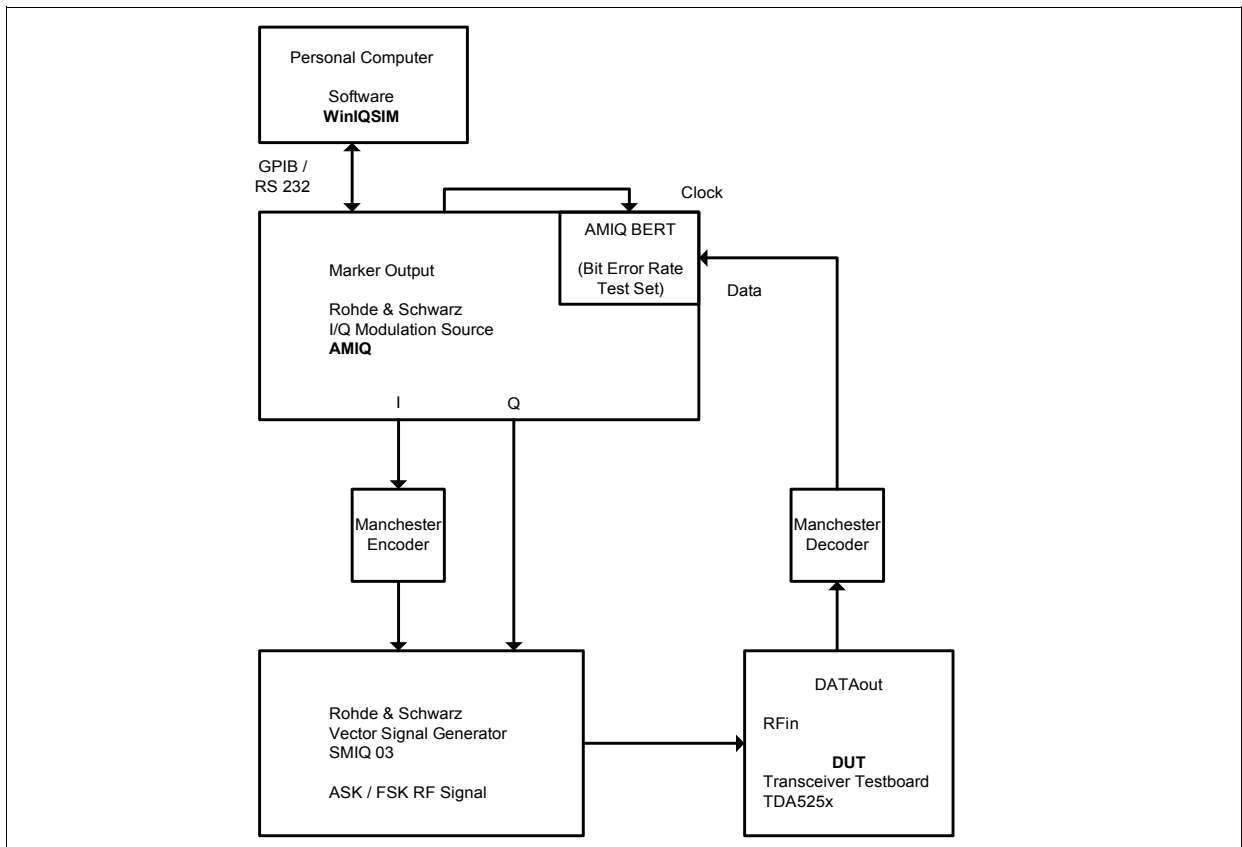 Personal Computer
Software
WinIQSIM
GPIB /
RS 232
Clock
AMIQ BERT
(Bit Error Rate
Test Set)
Data
Marker Output
Rohde & Schwarz
I/Q Modulation Source
AMIQ
I
Q
Manchester
Encoder
Manchester
Decoder
Rohde & Schwarz
Vector Signal Generator
SMIQ 03
ASK / FSK RF Signal
DATAout
RFin
DUT
Transceiver Testboard
TDA525x